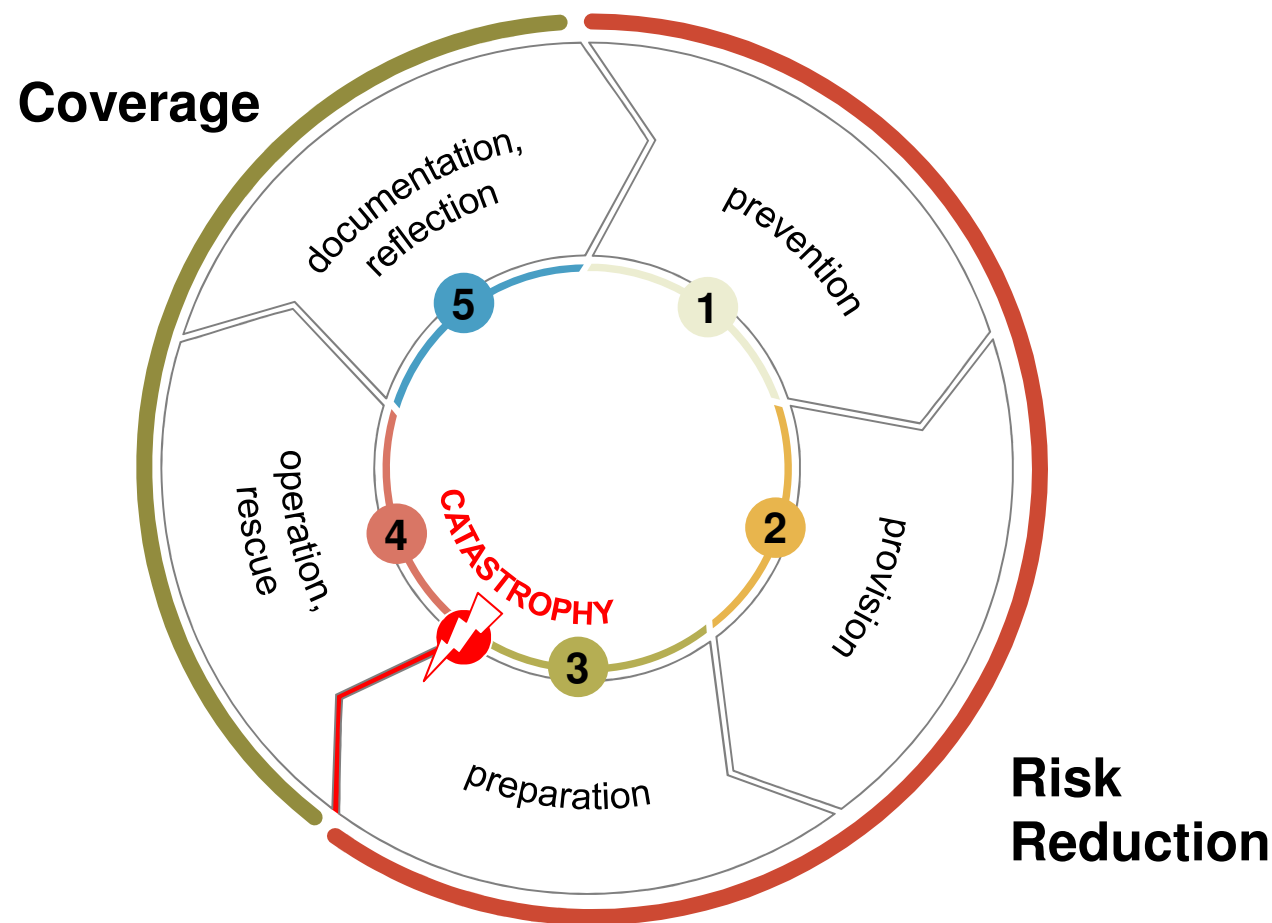 Coverage
documentation,
reflection
5
prevention
1
provision
2
operation,
rescue
4
CATASTROPHY
3
preparation
Risk
Reduction